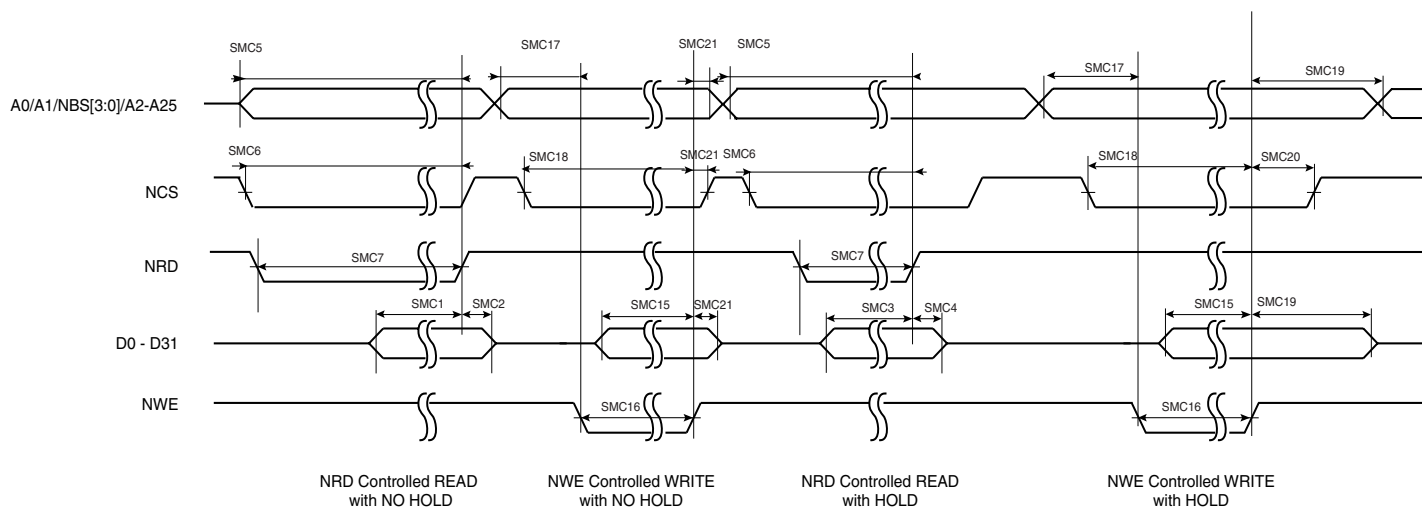 SMC5
SMC17
SMC21
SMC5
SMC17
SMC19
A0/A1/NBS[3:0]/A2-A25
SMC6
SMC18
SMC21
SMC6
SMC18
SMC20
NCS
NRD
SMC7
SMC7
SMC1
SMC2
SMC15
SMC21
SMC3
SMC4
SMC15
SMC19
D0 - D31
NWE
SMC16
SMC16
NRD Controlled READ
with NO HOLD
NWE Controlled WRITE
with NO HOLD
NRD Controlled READ
with HOLD
NWE Controlled WRITE
with HOLD